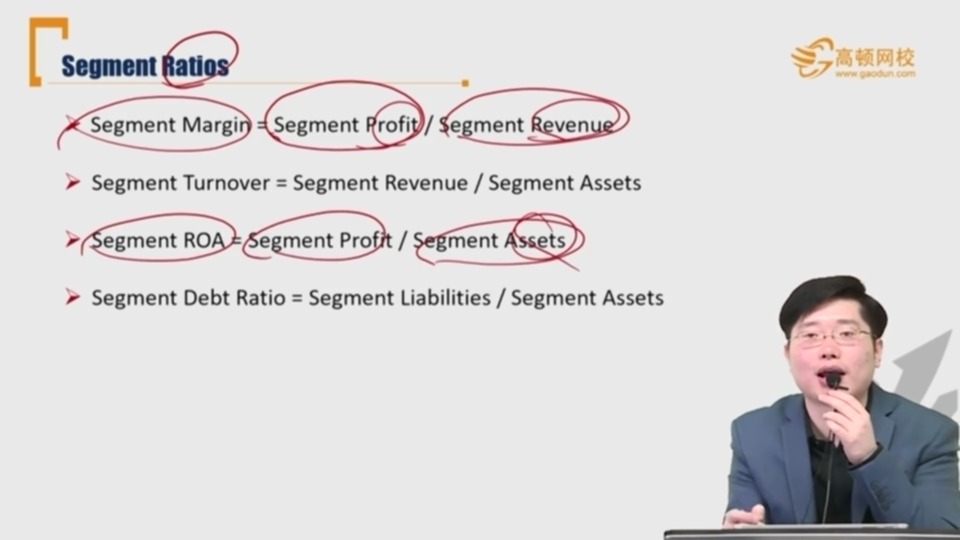 Segment Ratios
高顿网校
www.gaodun.com
Segment Margin = Segment Profit / Segment Revenue
Segment Turnover = Segment Revenue / Segment Assets
Segment ROA = Segment Profit / Segment Assets
Segment Debt Ratio = Segment Liabilities / Segment Assets